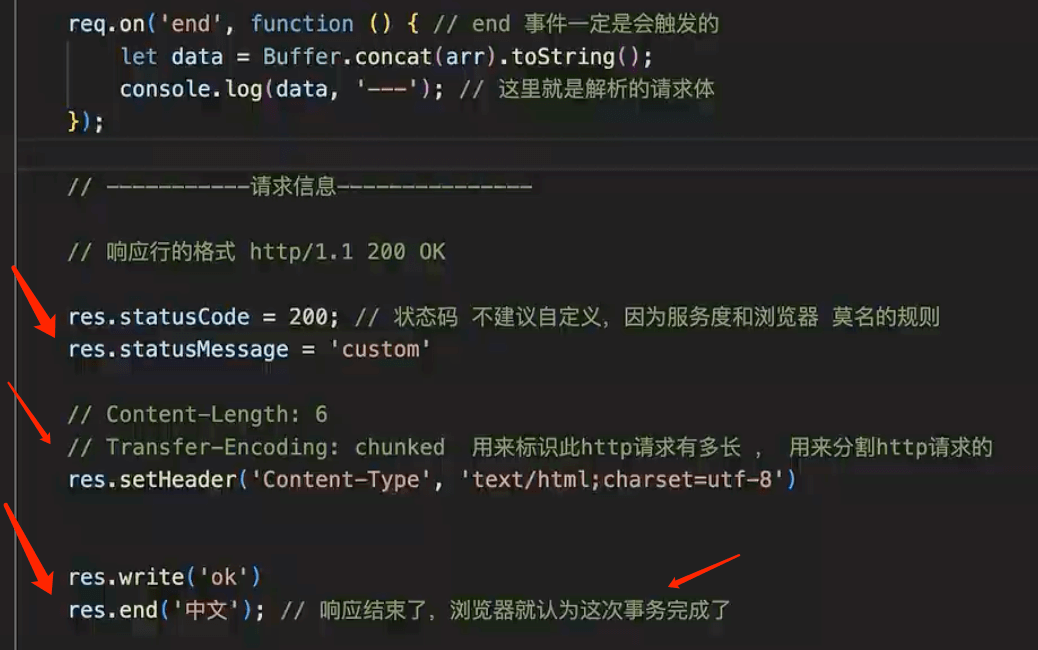 req.on('end', function () { // end 事件一定是会触发的
let data = Buffer.concat(arr).toString();
console.log(data, '---'); // 这里就是解析的请求体
});
// -----------请求信息---------------
// 响应行的格式 http/1.1 200 OK
res.statusCode = 200; // 状态码 不建议自定义，因为服务度和浏览器 莫名的规则
res.statusMessage = 'custom'
// Content-Length: 6
// Transfer-Encoding: chunked 用来标识此http请求有多长 ， 用来分割http请求的
res.setHeader('Content-Type', 'text/html;charset=utf-8')
res.write('ok')
res.end('中文'); // 响应结束了，浏览器就认为这次事务完成了